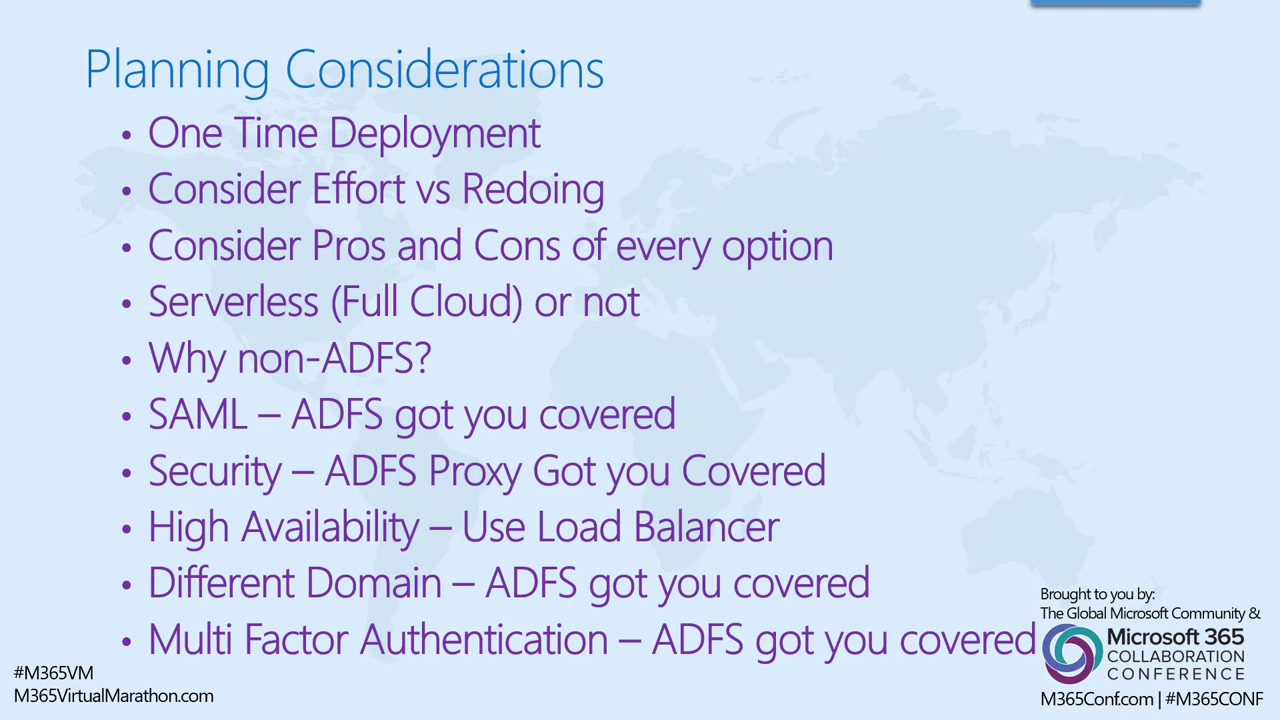 Planning Considerations
• One Time Deployment
• Consider Effort vs Redoing
• Consider Pros and Cons of every option
• Serverless (Full Cloud) or not
• Why non-ADFS?
• SAML – ADFS got you covered
• Security – ADFS Proxy Got you Covered
• High Availability – Use Load Balancer
• Different Domain – ADFS got you covered
• Multi Factor Authentication – ADFS got you covered
#M365VM
M365VirtualMarathon.com
Brought to you by:
The Global Microsoft Community &
Microsoft 365
COLLABORATION
CONFERENCE
M365Conf.com | #M365CONF